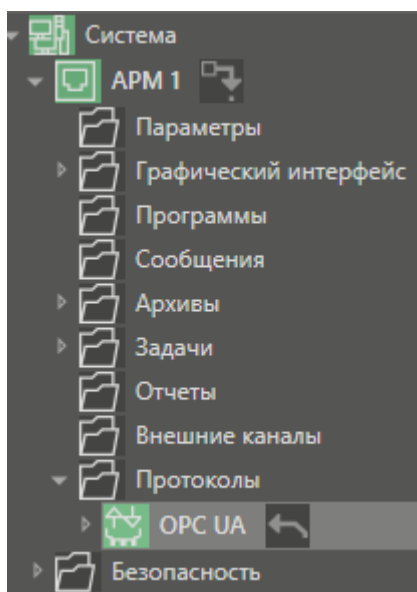 Система
АРМ 1
Параметры
Графический интерфейс
Программы
Сообщения
Архивы
Задачи
Отчеты
Внешние каналы
Протоколы
OPC UA
Безопасность